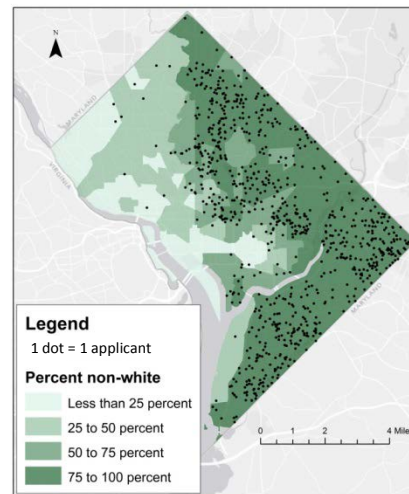 N
MARYLAND
VIRGINIA
MARYLAND
Legend
1 dot = 1 applicant
Percent non-white
Less than 25 percent
25 to 50 percent
50 to 75 percent
75 to 100 percent
0 1 2 4 Mile